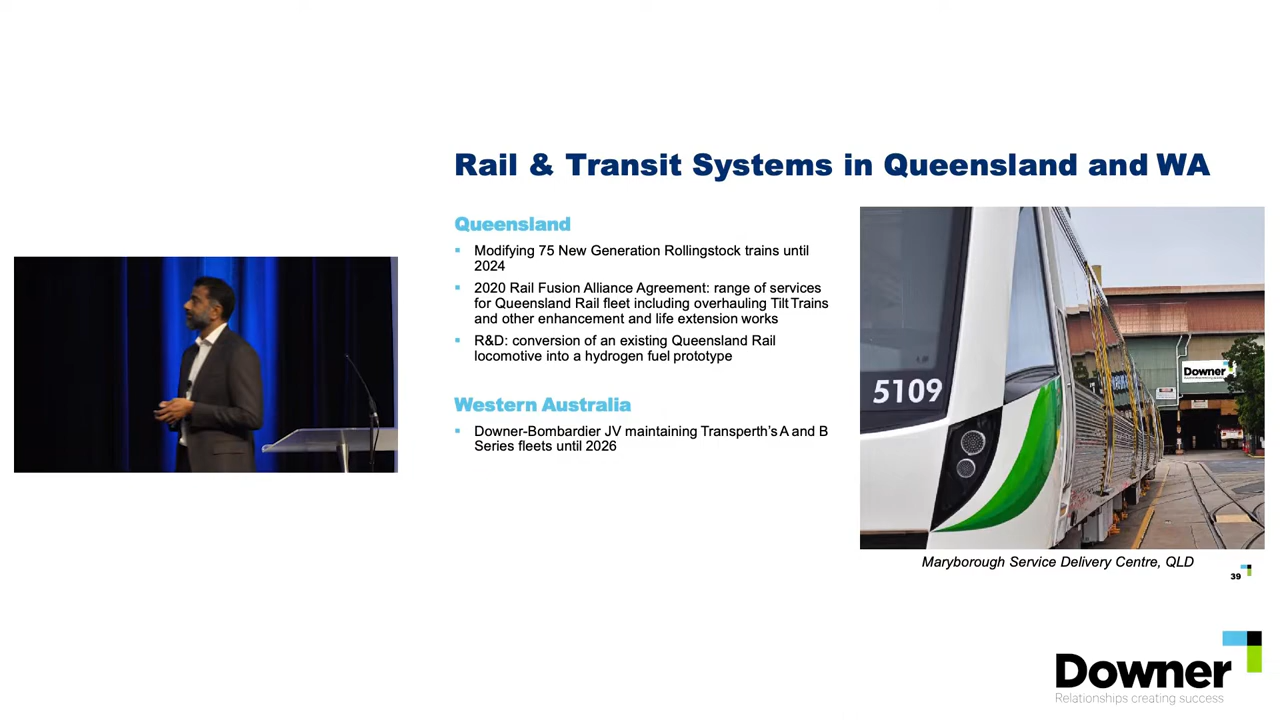 Rail & Transit Systems in Queensland and WA
Queensland
Modifying 75 New Generation Rollingstock trains until
2024
2020 Rail Fusion Alliance Agreement: range of services
for Queensland Rail fleet including overhauling Tilt Trains
and other enhancement and life extension works
R&D: conversion of an existing Queensland Rail
locomotive into a hydrogen fuel prototype
Western Australia
Downer-Bombardier JV maintaining Transperth's A and B
Series fleets until 2026
5109
Downer
Maryborough Service Delivery Centre, QLD
39
Downer
Relationships creating success